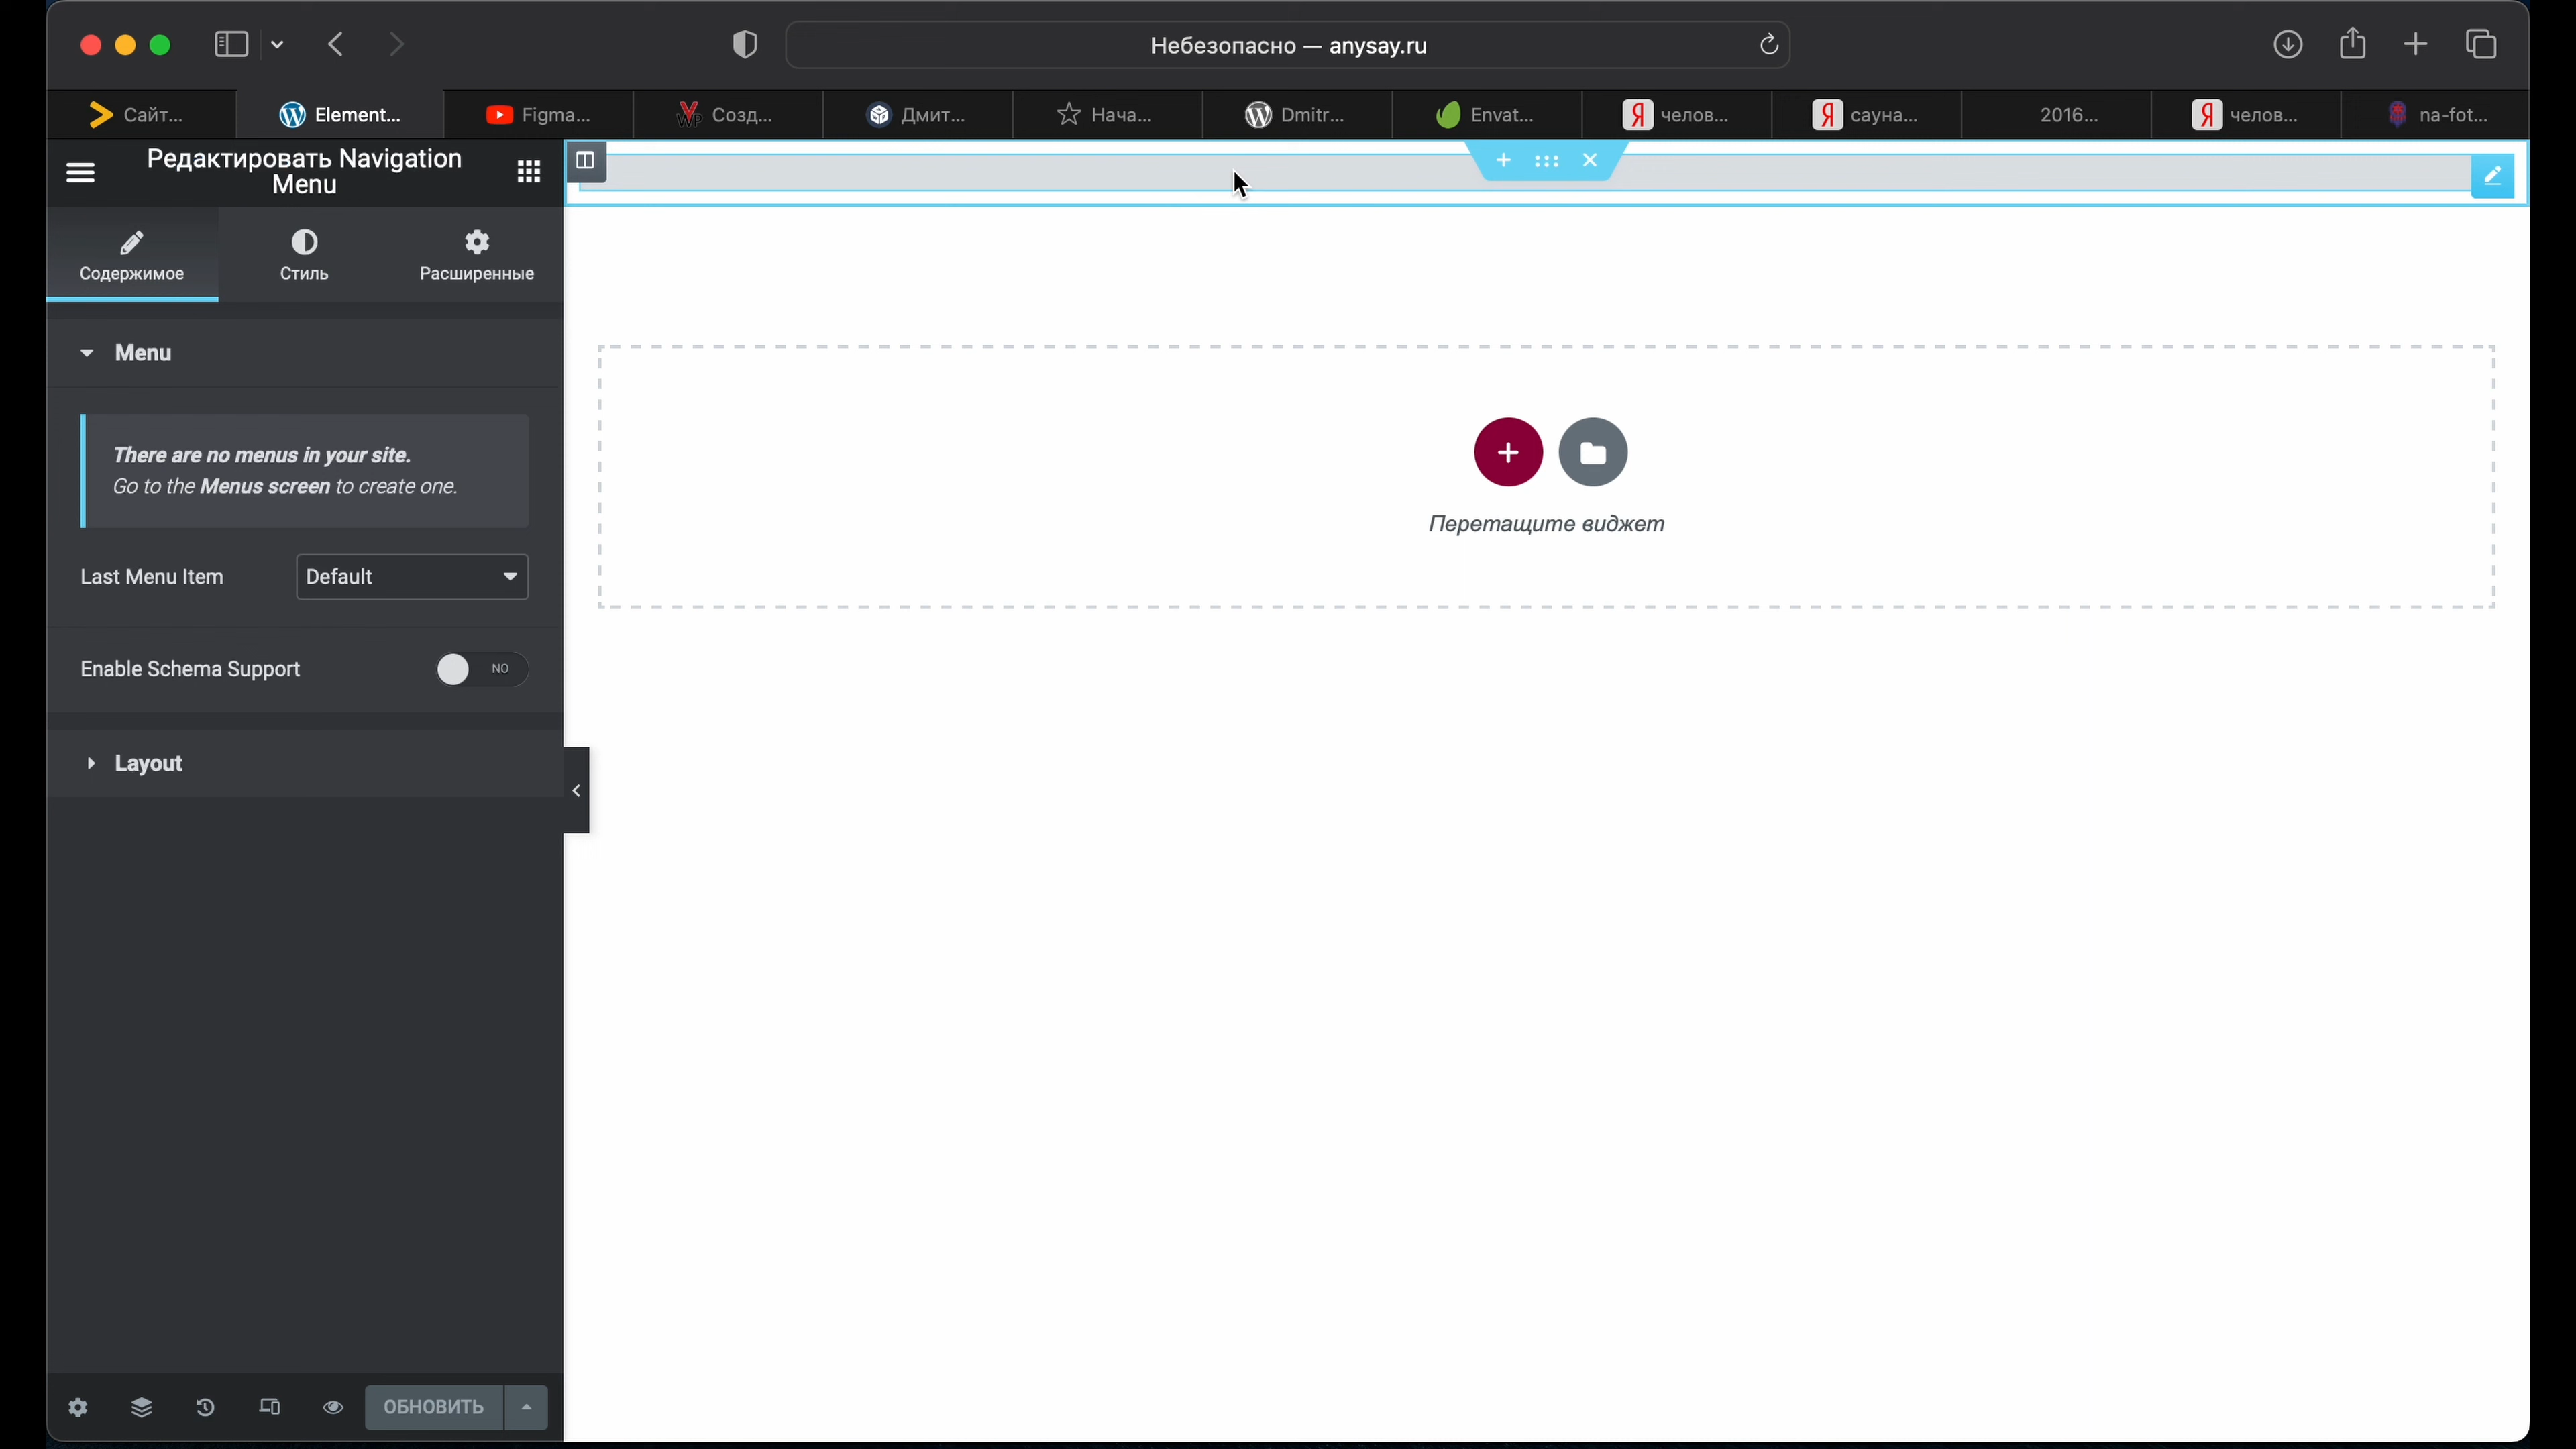 Небезопасно — anysay.ru
Сайт...
Element...
Figma...
Созд...
Дмит...
Нача...
Dmitr...
Envat...
челов...
сауна...
2016...
челов...
na-fot...
Редактировать Navigation
Menu
Содержимое
Стиль
Расширенные
Menu
There are no menus in your site.
Go to the Menus screen to create one.
Last Menu Item
Default
Enable Schema Support
NO
Layout
Перетащите виджет
ОБНОВИТЬ